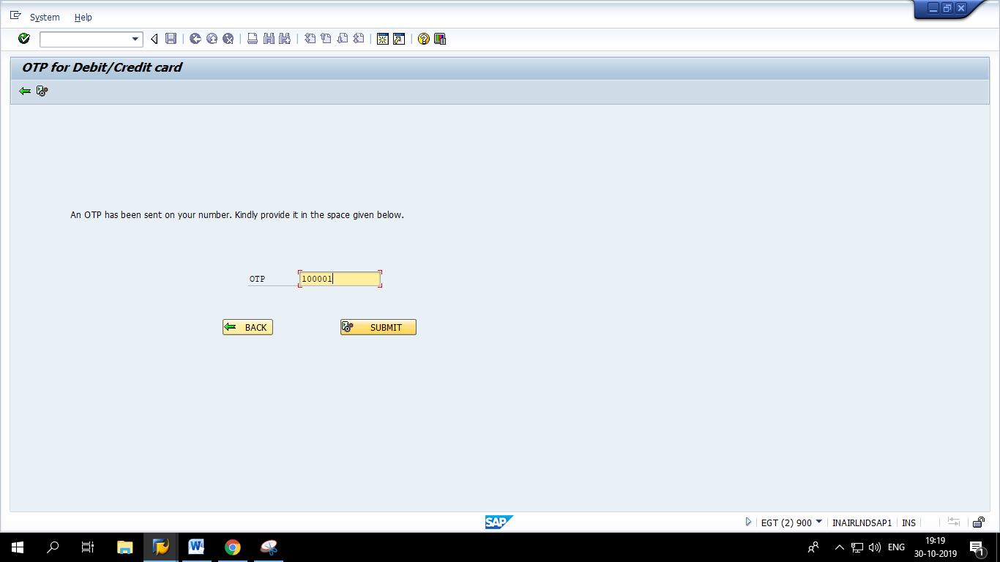 System Help
OTP for Debit/Credit card
An OTP has been sent on your number. Kindly provide it in the space given below.
OTP 100001
BACK SUBMIT
SAP EGT (2) 900 INAIRLNDSAP1 INS
19:19
ENG
30-10-2019
1